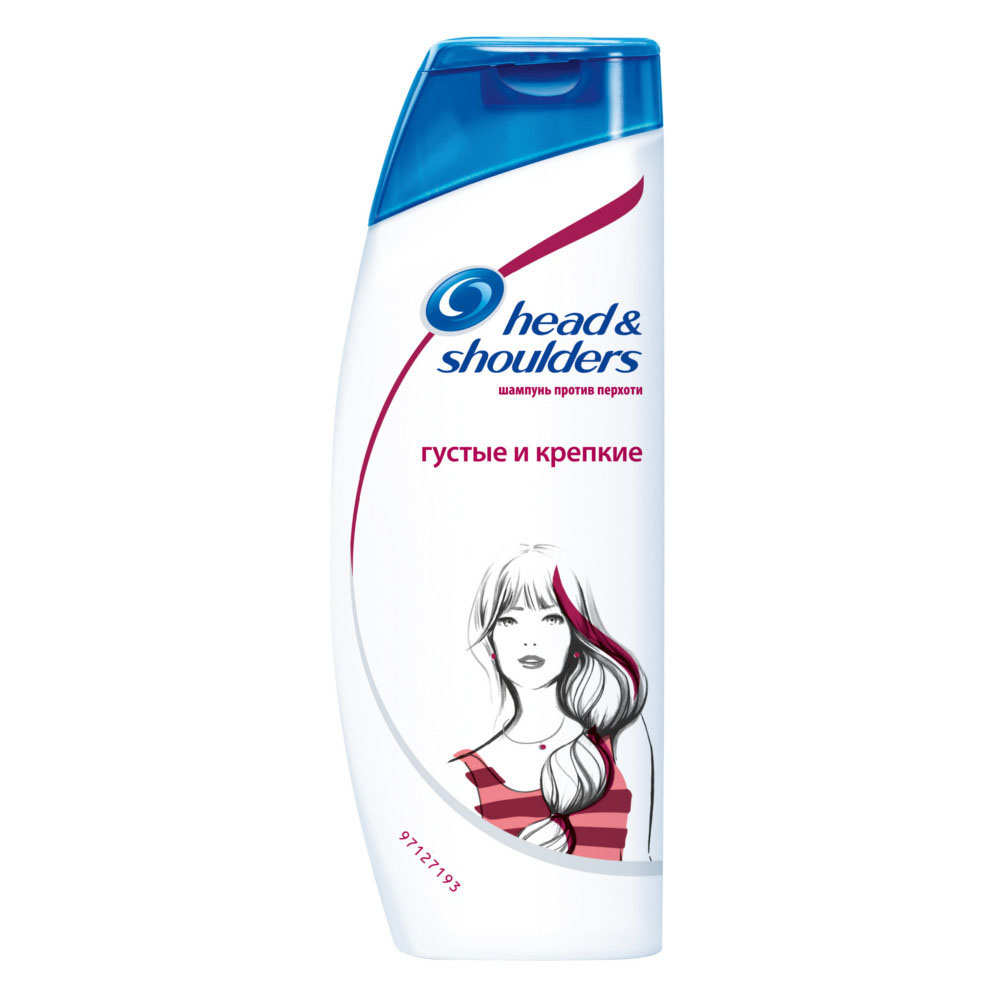 head &
shoulders
шампунь против перхоти
густые и крепкие
97127193